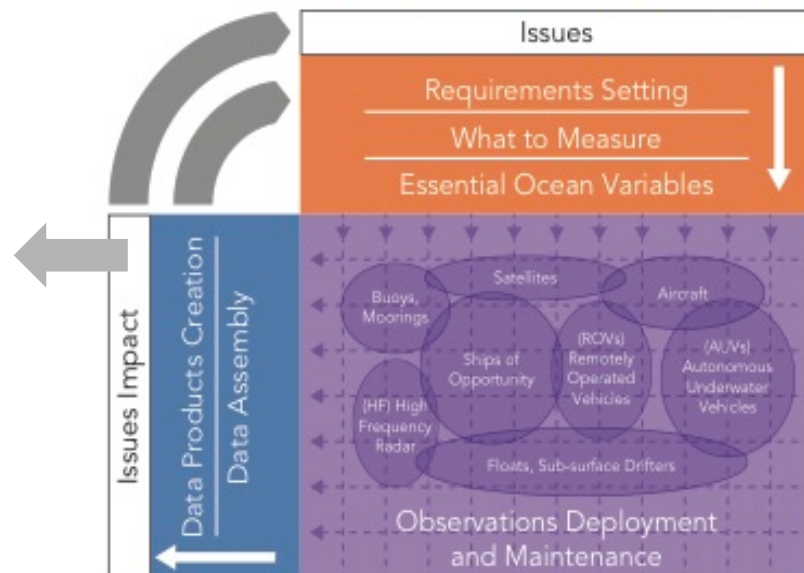 Issues
Requirements Setting
What to Measure
Essential Ocean Variables
Issues Impact
Data Products Creation
Data Assembly
Satellites
Buoys,
Moorings
Aircraft
Ships of
Opportunity
(ROVs)
Remotely
Operated
Vehicles
(AUVs)
Autonomous
Underwater
Vehicles
(HF) High
Frequency
Radar
Floats, Sub-surface Drifters
Observations Deployment
and Maintenance